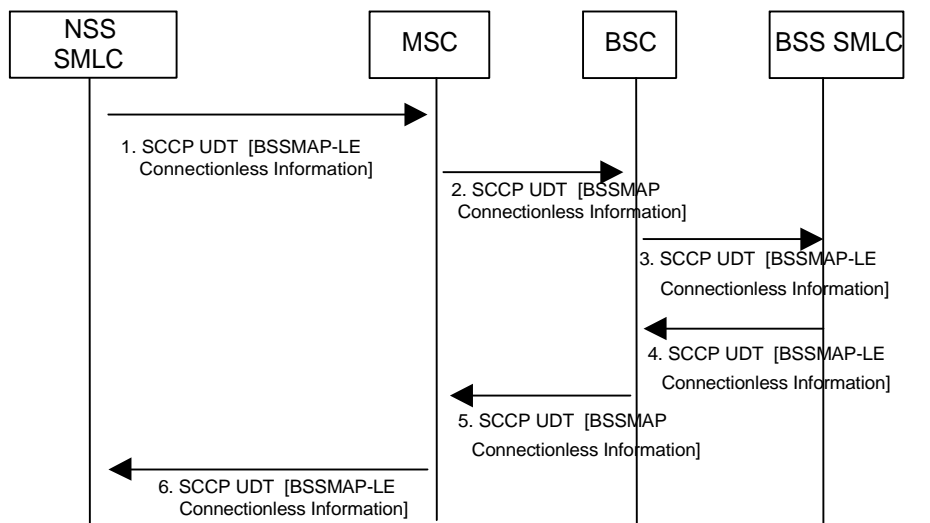 NSS
SMLC
MSC
BSC
BSS SMLC
1. SCCP UDT [BSSMAP-LE
Connectionless Information]
2. SCCP UDT [BSSMAP
Connectionless Information]
3. SCCP UDT [BSSMAP-LE
Connectionless Information]
4. SCCP UDT [BSSMAP-LE
Connectionless Information]
5. SCCP UDT [BSSMAP
Connectionless Information]
6. SCCP UDT [BSSMAP-LE
Connectionless Information]